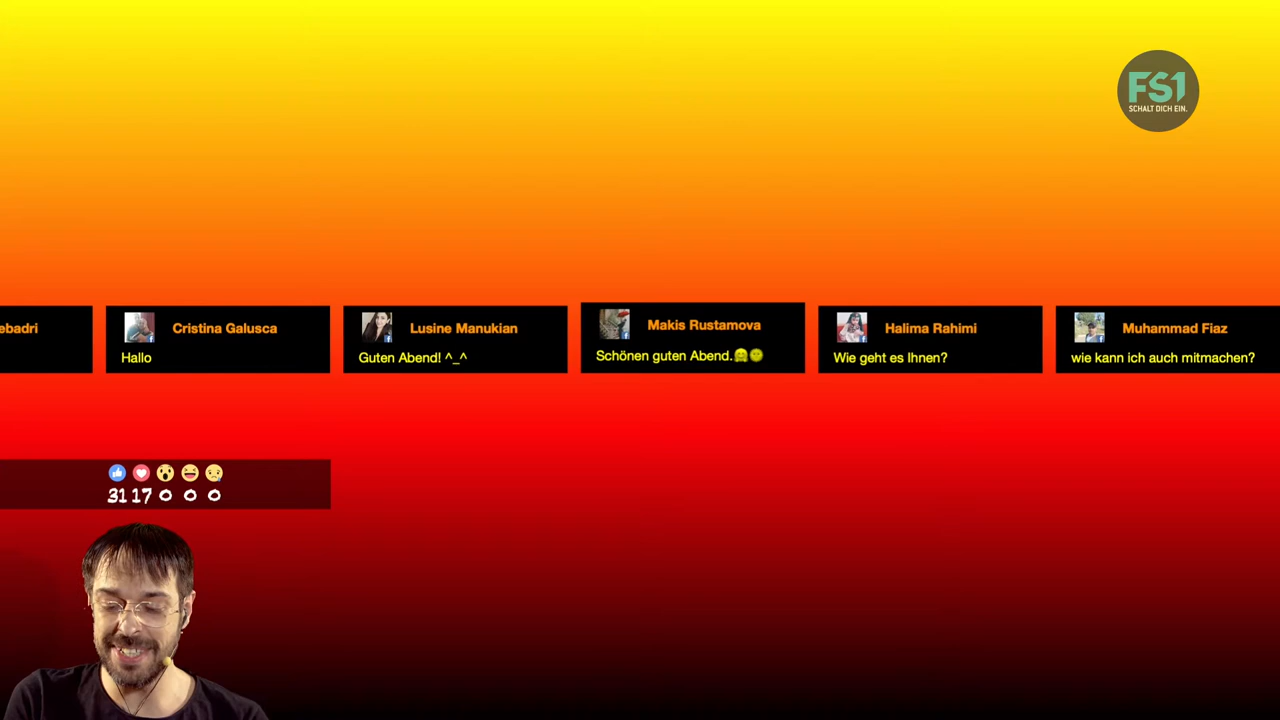 FS1
SCHALT DICH EIN.
ebadri
Cristina Galusca
Hallo
Lusine Manukian
Guten Abend! ^_^
Makis Rustamova
Schönen guten Abend.🤗🌝
Halima Rahimi
Wie geht es Ihnen?
Muhammad Fiaz
wie kann ich auch mitmachen?
31 17 0 0 0